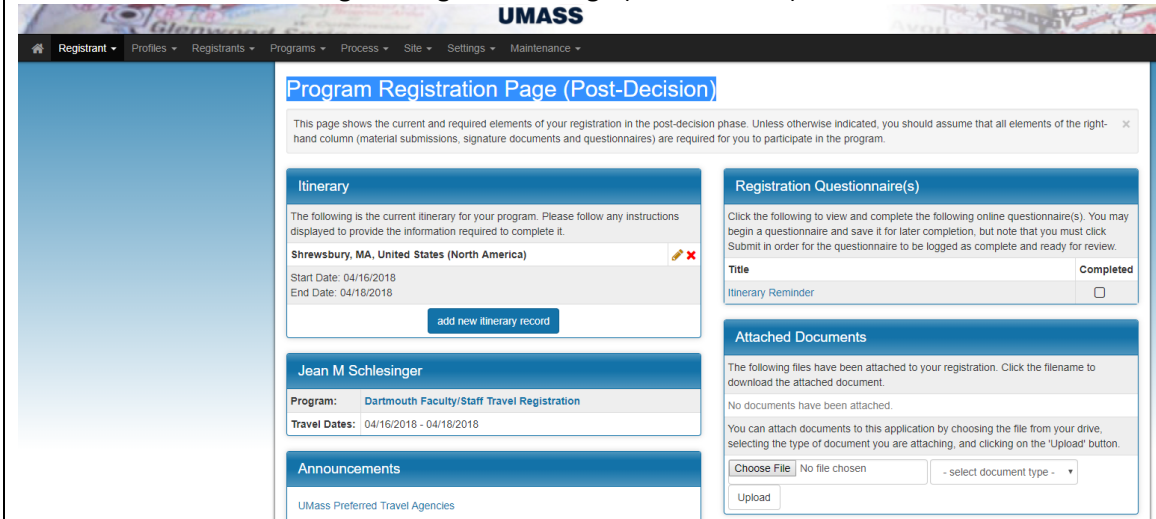 Glenwood
UMASS
Registrant Profiles Registrants Programs Process Site Settings Maintenance
Program Registration Page (Post-Decision)
This page shows the current and required elements of your registration in the post-decision phase. Unless otherwise indicated, you should assume that all elements of the right-
hand column (material submissions, signature documents and questionnaires) are required for you to participate in the program.
Itinerary
The following is the current itinerary for your program. Please follow any instructions
displayed to provide the information required to complete it.
Shrewsbury, MA, United States (North America)
Start Date: 04/16/2018
End Date: 04/18/2018
add new itinerary record
Jean M Schlesinger
Program: Dartmouth Faculty/Staff Travel Registration
Travel Dates: 04/16/2018 - 04/18/2018
Announcements
UMass Preferred Travel Agencies
Registration Questionnaire(s)
Click the following to view and complete the following online questionnaire(s). You may
begin a questionnaire and save it for later completion, but note that you must click
Submit in order for the questionnaire to be logged as complete and ready for review.
Title Completed
Itinerary Reminder
Attached Documents
The following files have been attached to your registration. Click the filename to
download the attached document.
No documents have been attached.
You can attach documents to this application by choosing the file from your drive,
selecting the type of document you are attaching, and clicking on the 'Upload' button.
Choose File No file chosen - select document type -
Upload